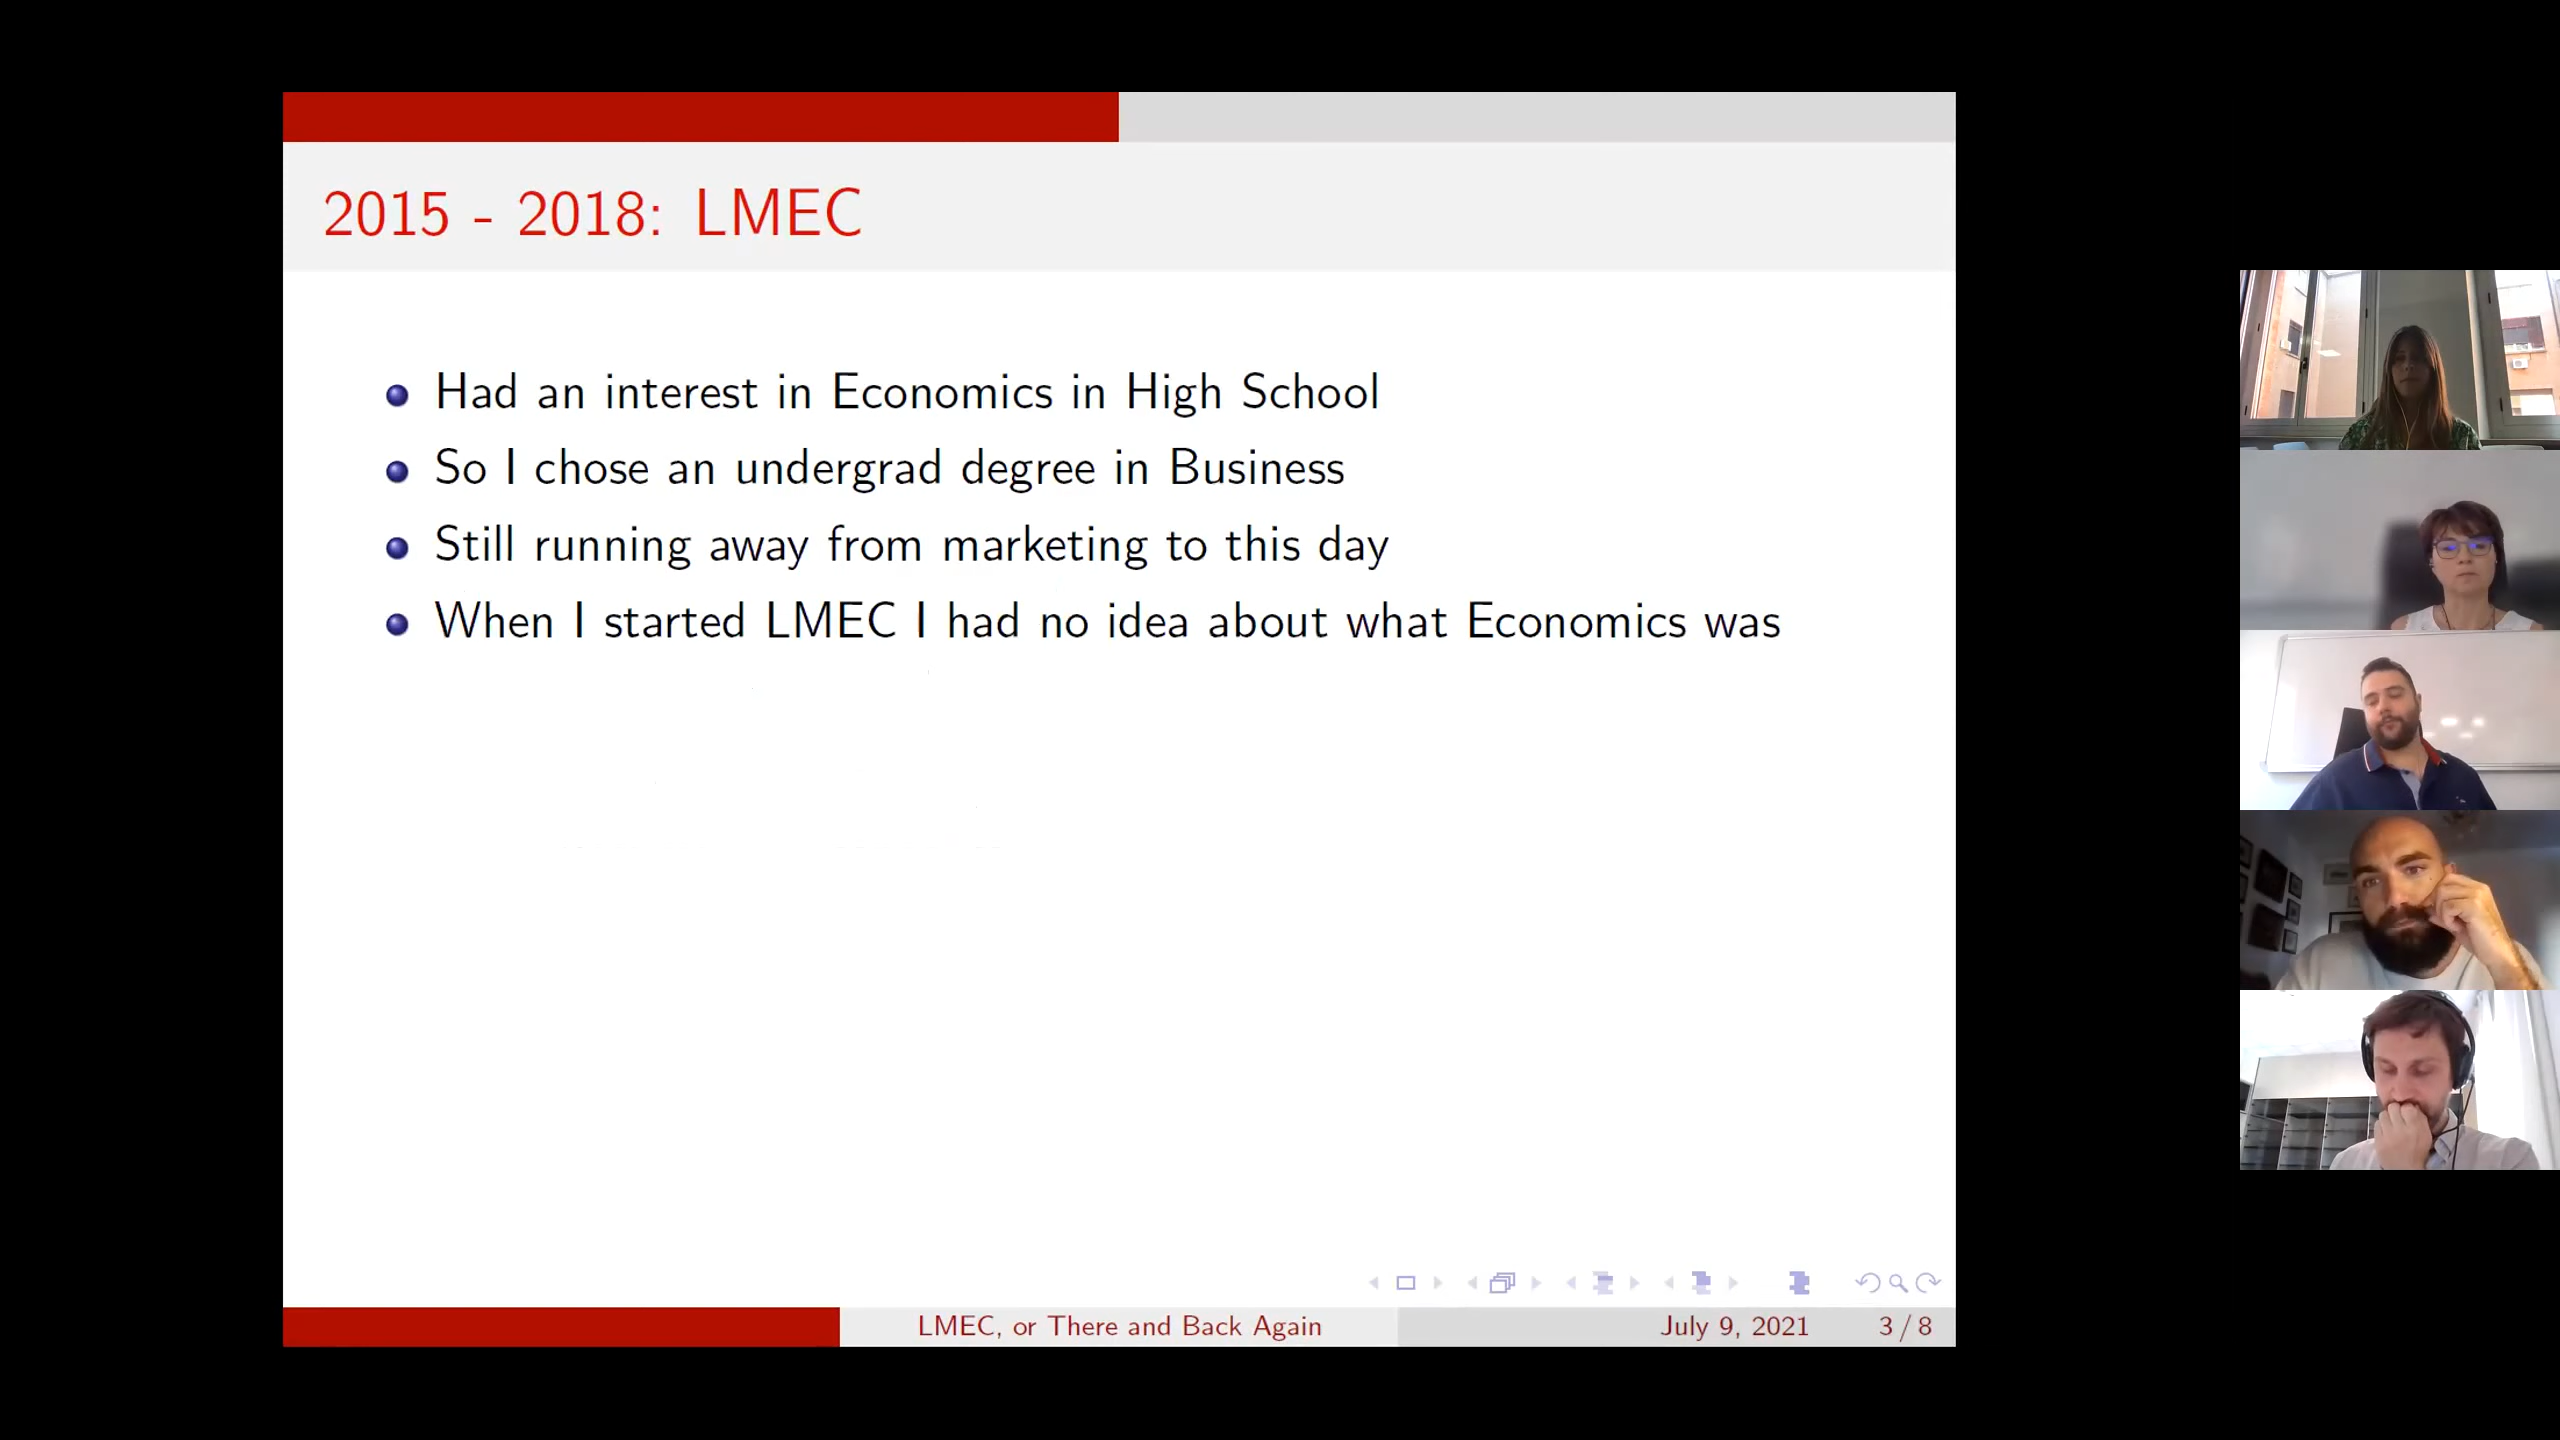 2015 - 2018: LMEC
Had an interest in Economics in High School
So I chose an undergrad degree in Business
Still running away from marketing to this day
When I started LMEC I had no idea about what Economics was
LMEC, or There and Back Again
July 9, 2021
3 / 8